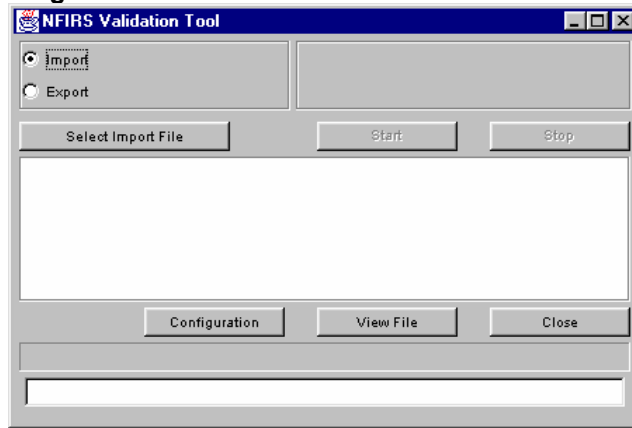 NFIRS Validation Tool
Import
Export
Select Import File Start Stop
Configuration View File Close